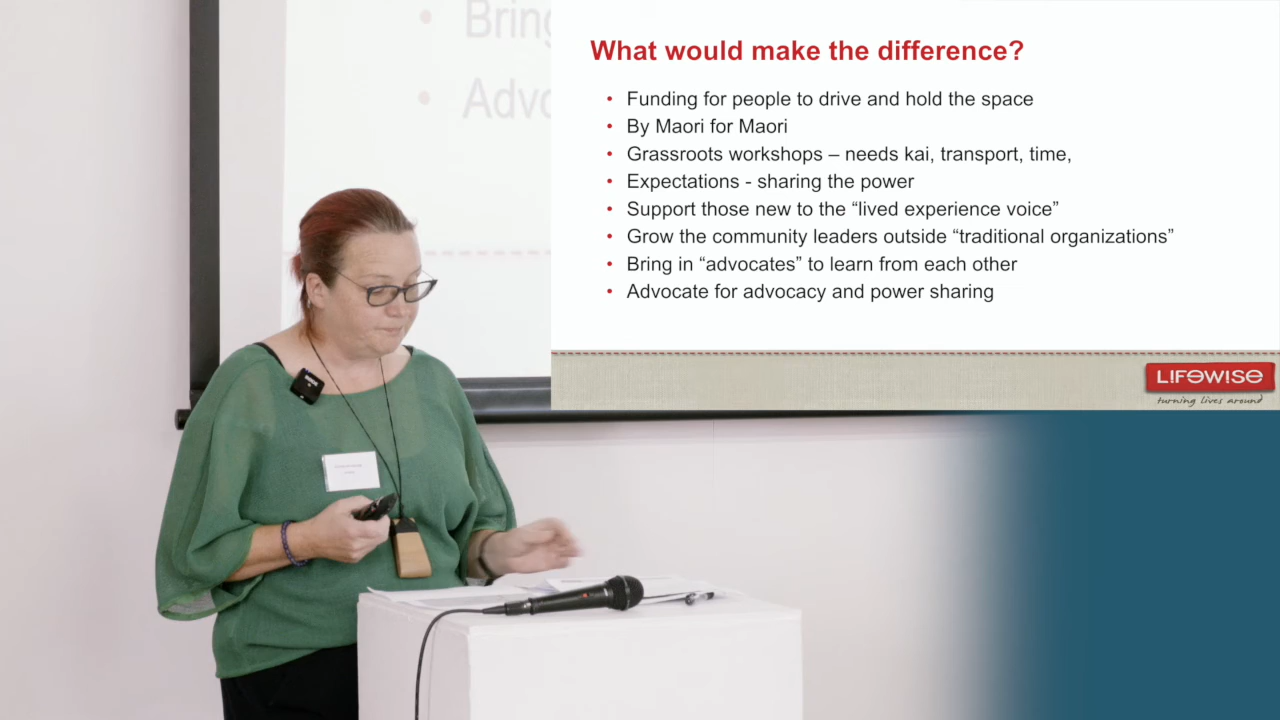 Bring
Advo
What would make the difference?
• Funding for people to drive and hold the space
• By Maori for Maori
• Grassroots workshops – needs kai, transport, time,
• Expectations - sharing the power
• Support those new to the “lived experience voice”
• Grow the community leaders outside “traditional organizations”
• Bring in “advocates” to learn from each other
• Advocate for advocacy and power sharing
LIFEWISE
turning lives around